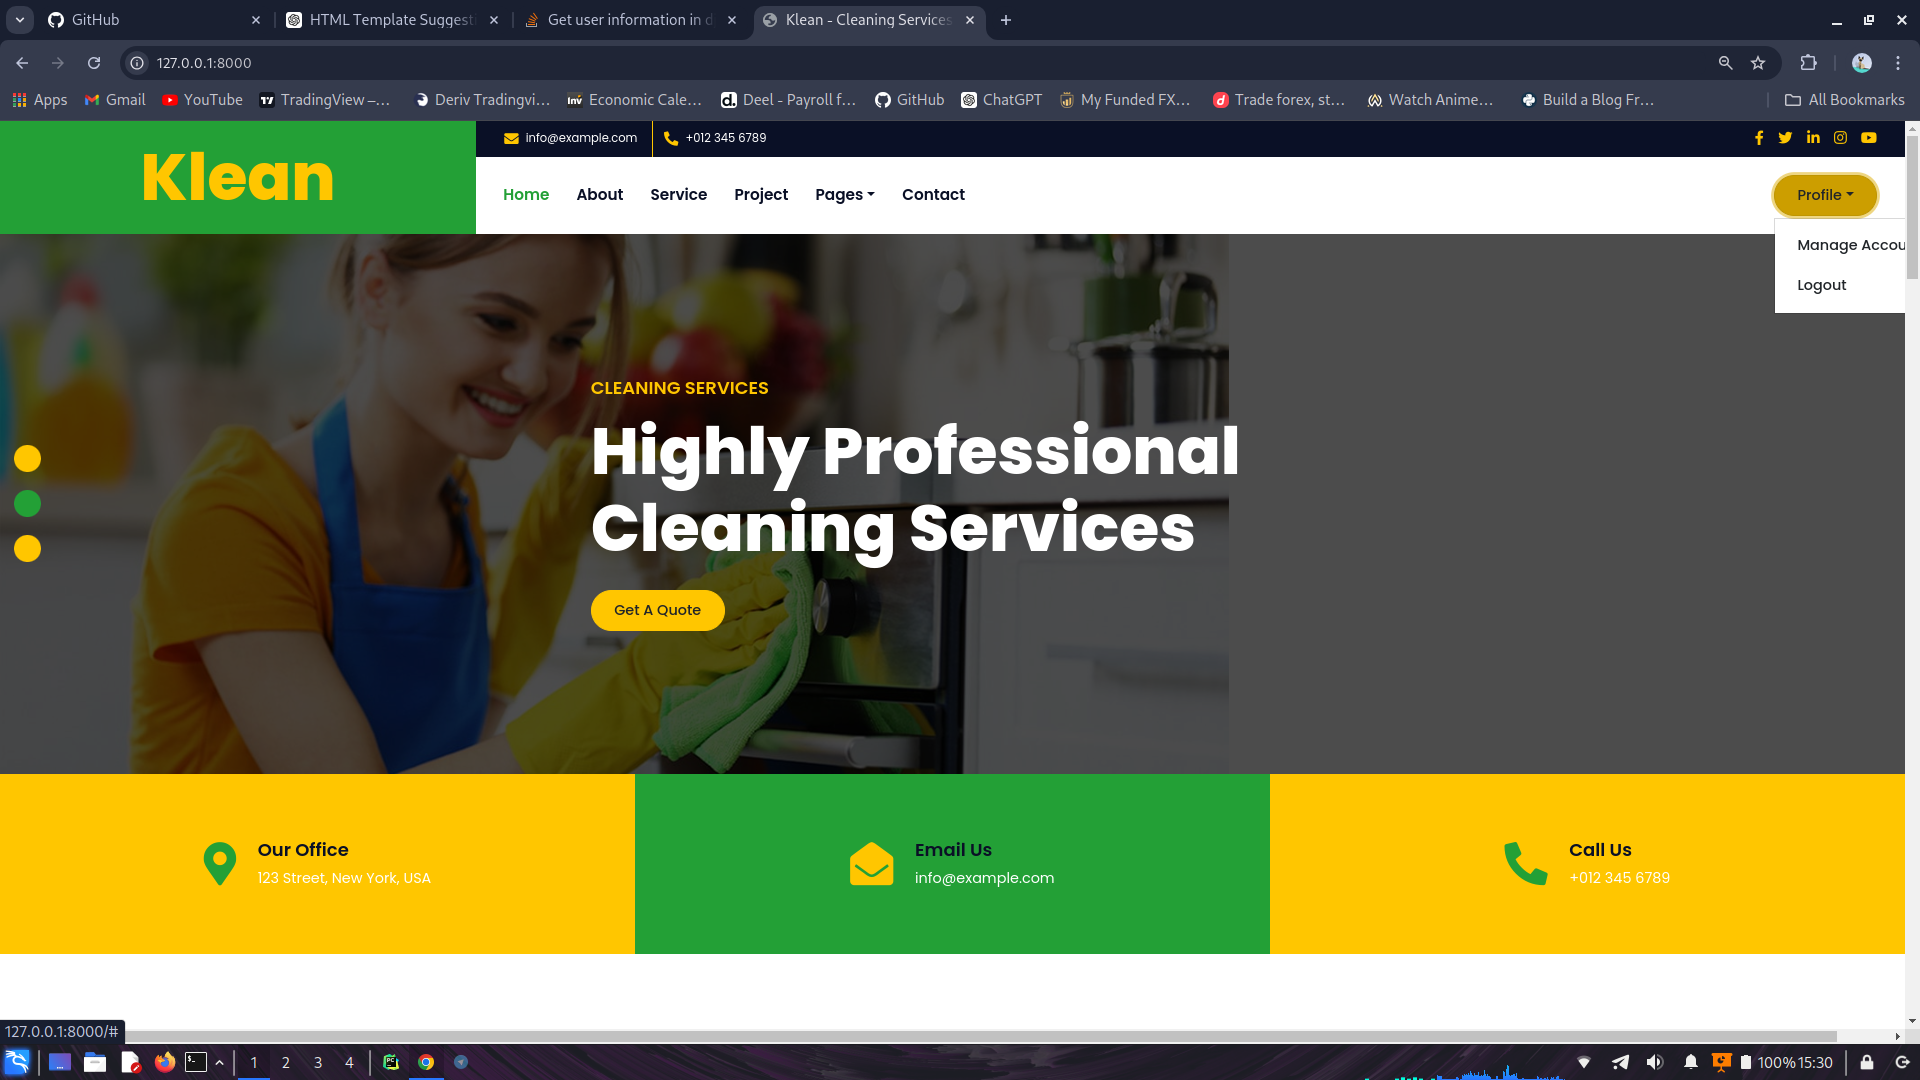 GitHub
HTML Template Suggesti
Get user information in d
Klean - Cleaning Services
127.0.0.1:8000
Apps
Gmail
YouTube
TradingView –...
Deriv Tradingvi...
Economic Cale...
Deel - Payroll f...
GitHub
ChatGPT
My Funded FX...
Trade forex, st...
Watch Anime...
Build a Blog Fr...
All Bookmarks
Klean
info@example.com
+012 345 6789
Home
About
Service
Project
Pages
Contact
Profile
Manage Accou
Logout
CLEANING SERVICES
Highly Professional
Cleaning Services
Get A Quote
Our Office
123 Street, New York, USA
Email Us
info@example.com
Call Us
+012 345 6789
127.0.0.1:8000/#
1
2
3
4
100%
15:30